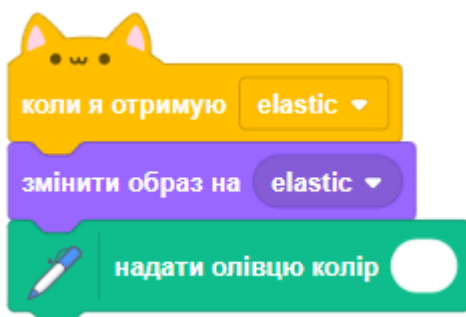 коли я отримую elastic
змінити образ на elastic
надати олівцю колір